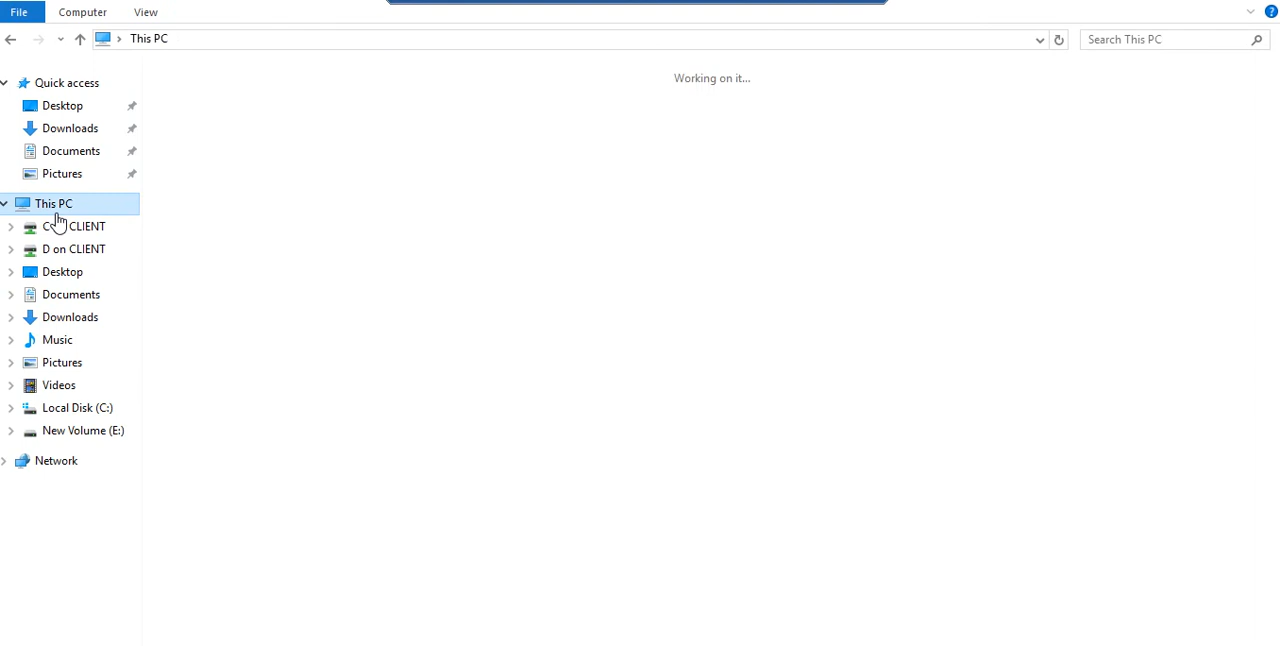 File Computer View
This PC
Search This PC
Working on it...
Quick access
Desktop
Downloads
Documents
Pictures
This PC
C CLIENT
D on CLIENT
Desktop
Documents
Downloads
Music
Pictures
Videos
Local Disk (C:)
New Volume (E:)
Network